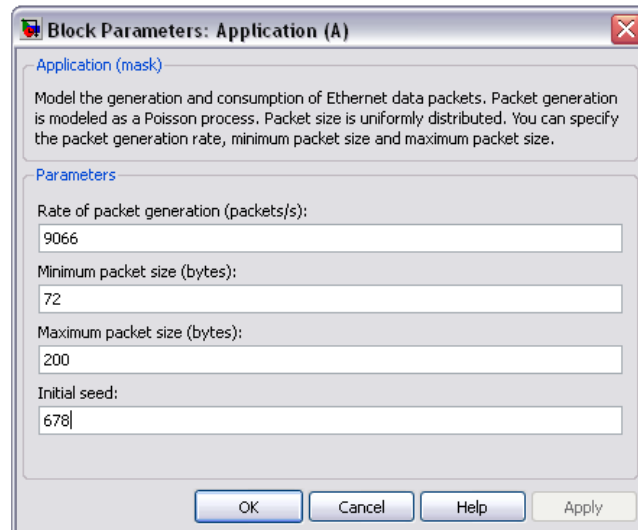 Block Parameters: Application (A)
Application (mask)
Model the generation and consumption of Ethernet data packets. Packet generation
is modeled as a Poisson process. Packet size is uniformly distributed. You can specify
the packet generation rate, minimum packet size and maximum packet size.
Parameters
Rate of packet generation (packets/s):
9066
Minimum packet size (bytes):
72
Maximum packet size (bytes):
200
Initial seed:
678
OK Cancel Help Apply